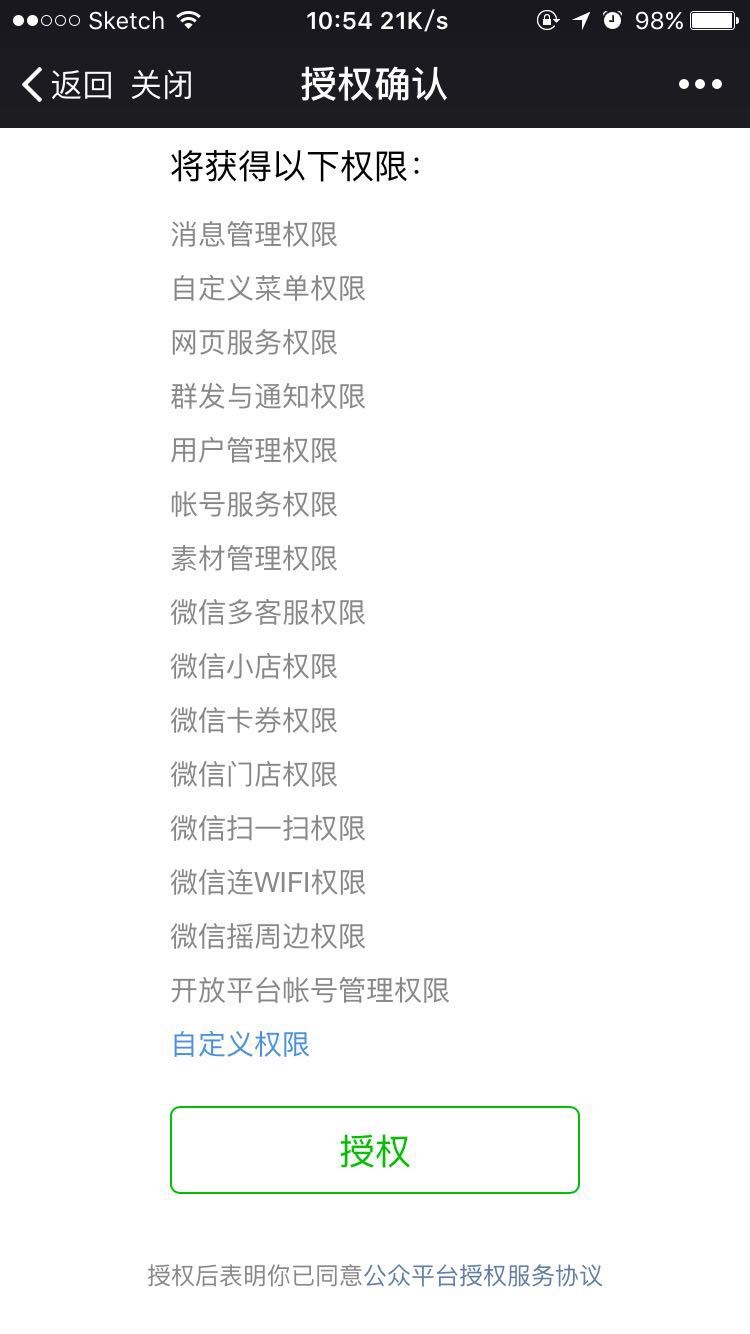 Sketch 10:54 21K/s 98%
返回 关闭 授权确认
将获得以下权限：
消息管理权限
自定义菜单权限
网页服务权限
群发与通知权限
用户管理权限
帐号服务权限
素材管理权限
微信多客服权限
微信小店权限
微信卡券权限
微信门店权限
微信扫一扫权限
微信连WIFI权限
微信摇周边权限
开放平台帐号管理权限
自定义权限
授权
授权后表明你已同意公众平台授权服务协议